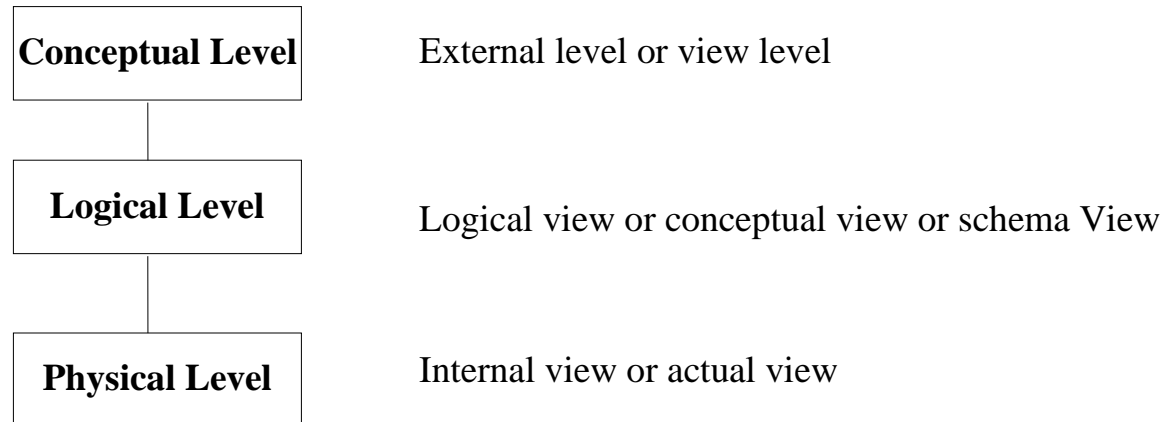 Conceptual Level
External level or view level
Logical Level
Logical view or conceptual view or schema View
Physical Level
Internal view or actual view